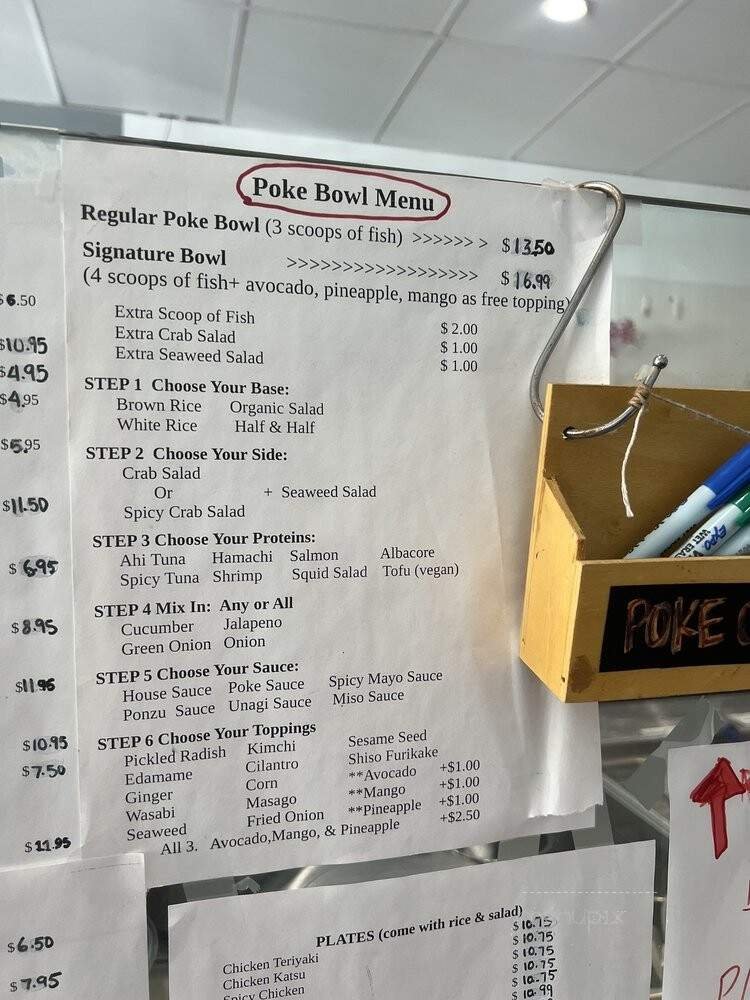 Poke Bowl Menu
Regular Poke Bowl (3 scoops of fish) >>>>>> > $13.50
Signature Bowl >>>>>>>>>>>>>>>>>> $16.99
(4 scoops of fish+ avocado, pineapple, mango as free topping)
Extra Scoop of Fish $ 2.00
Extra Crab Salad $ 1.00
Extra Seaweed Salad $ 1.00
STEP 1 Choose Your Base:
Brown Rice Organic Salad
White Rice Half & Half
STEP 2 Choose Your Side:
Crab Salad
Or + Seaweed Salad
Spicy Crab Salad
STEP 3 Choose Your Proteins:
Ahi Tuna Hamachi Salmon Albacore
Spicy Tuna Shrimp Squid Salad Tofu (vegan)
STEP 4 Mix In: Any or All
Cucumber Jalapeno
Green Onion Onion
STEP 5 Choose Your Sauce:
House Sauce Poke Sauce Spicy Mayo Sauce
Ponzu Sauce Unagi Sauce Miso Sauce
STEP 6 Choose Your Toppings
Pickled Radish Kimchi Sesame Seed
Edamame Cilantro Shiso Furikake
Ginger Corn **Avocado +$1.00
Wasabi Masago **Mango +$1.00
Seaweed Fried Onion **Pineapple +$1.00
All 3. Avocado,Mango, & Pineapple +$2.50
PLATES (come with rice & salad)
Chicken Teriyaki $10.75
Chicken Katsu $10.75
Spicy Chicken $10.75
$10.75
$10.75
$10.99
$6.50
$10.95
$4.95
$4.95
$5.95
$11.50
$6.95
$8.95
$11.95
$10.95
$7.50
$11.95
$6.50
$7.95
POKE
EXPO